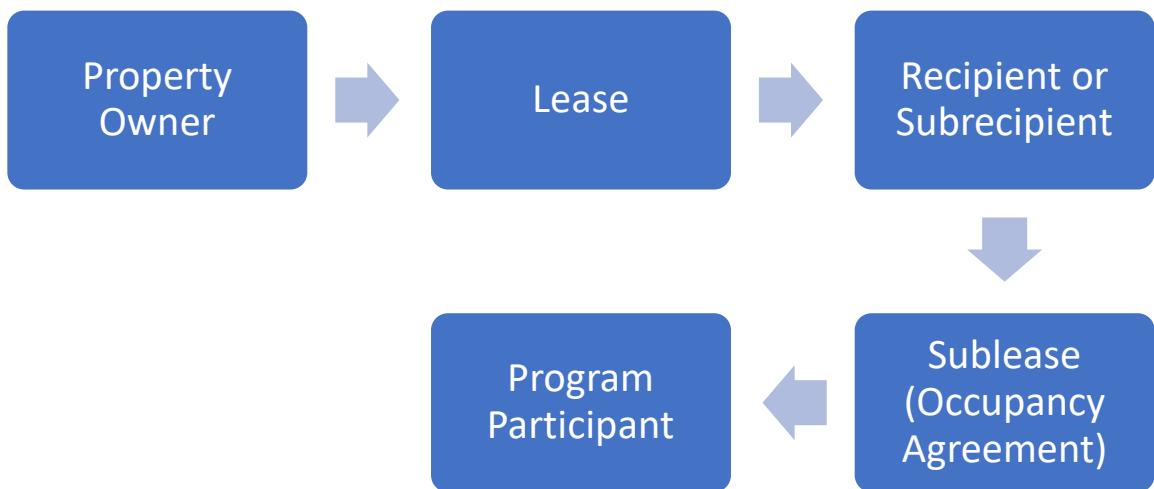 Property
Owner
Lease
Recipient or
Subrecipient
Sublease
(Occupancy
Agreement)
Program
Participant